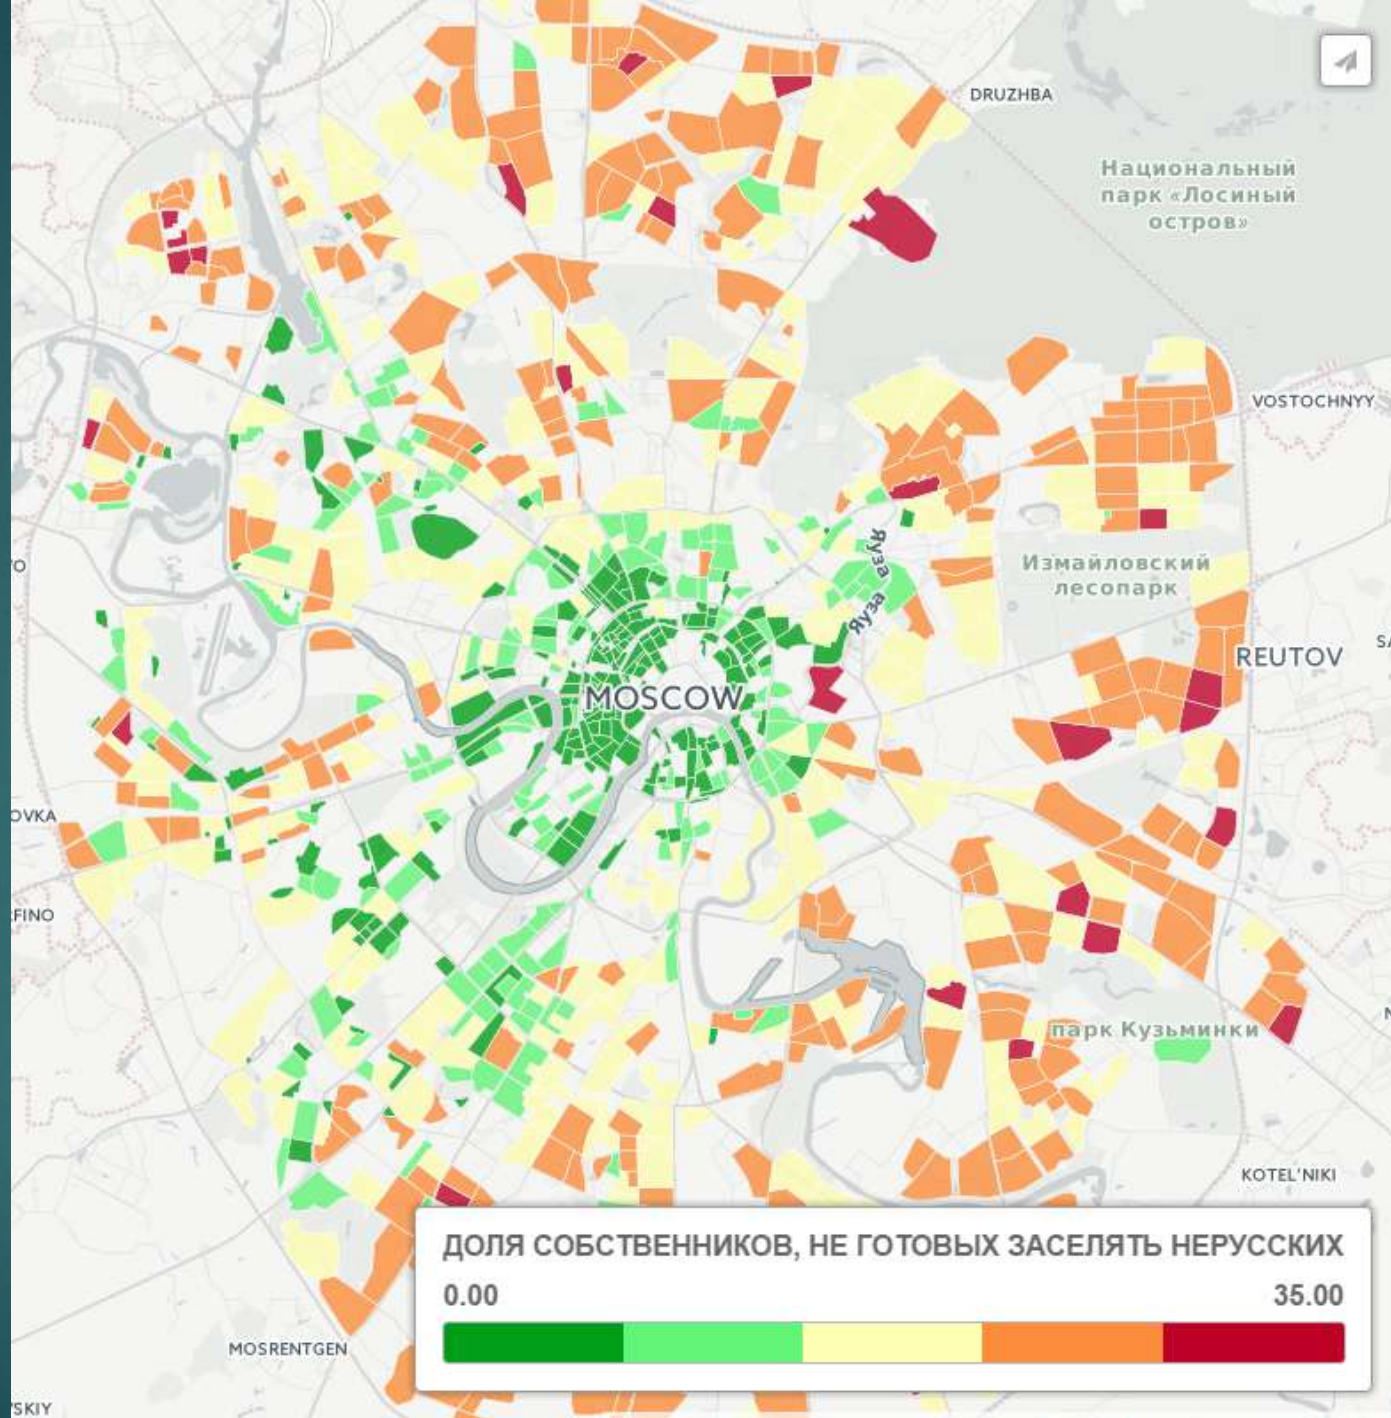 DRUZHBA
Национальный
парк «Лосиный
остров»
VOSTOCHNYY
Яуза
Измайловский
лесопарк
Яуза
REUTOV
MOSCOW
OVKA
FINO
парк Кузьминки
KOTEL'NIKI
ДОЛЯ СОБСТВЕННИКОВ, НЕ ГОТОВЫХ ЗАСЕЛЯТЬ НЕРУССКИХ
0.00 35.00
MOSRENTGEN
SKIY